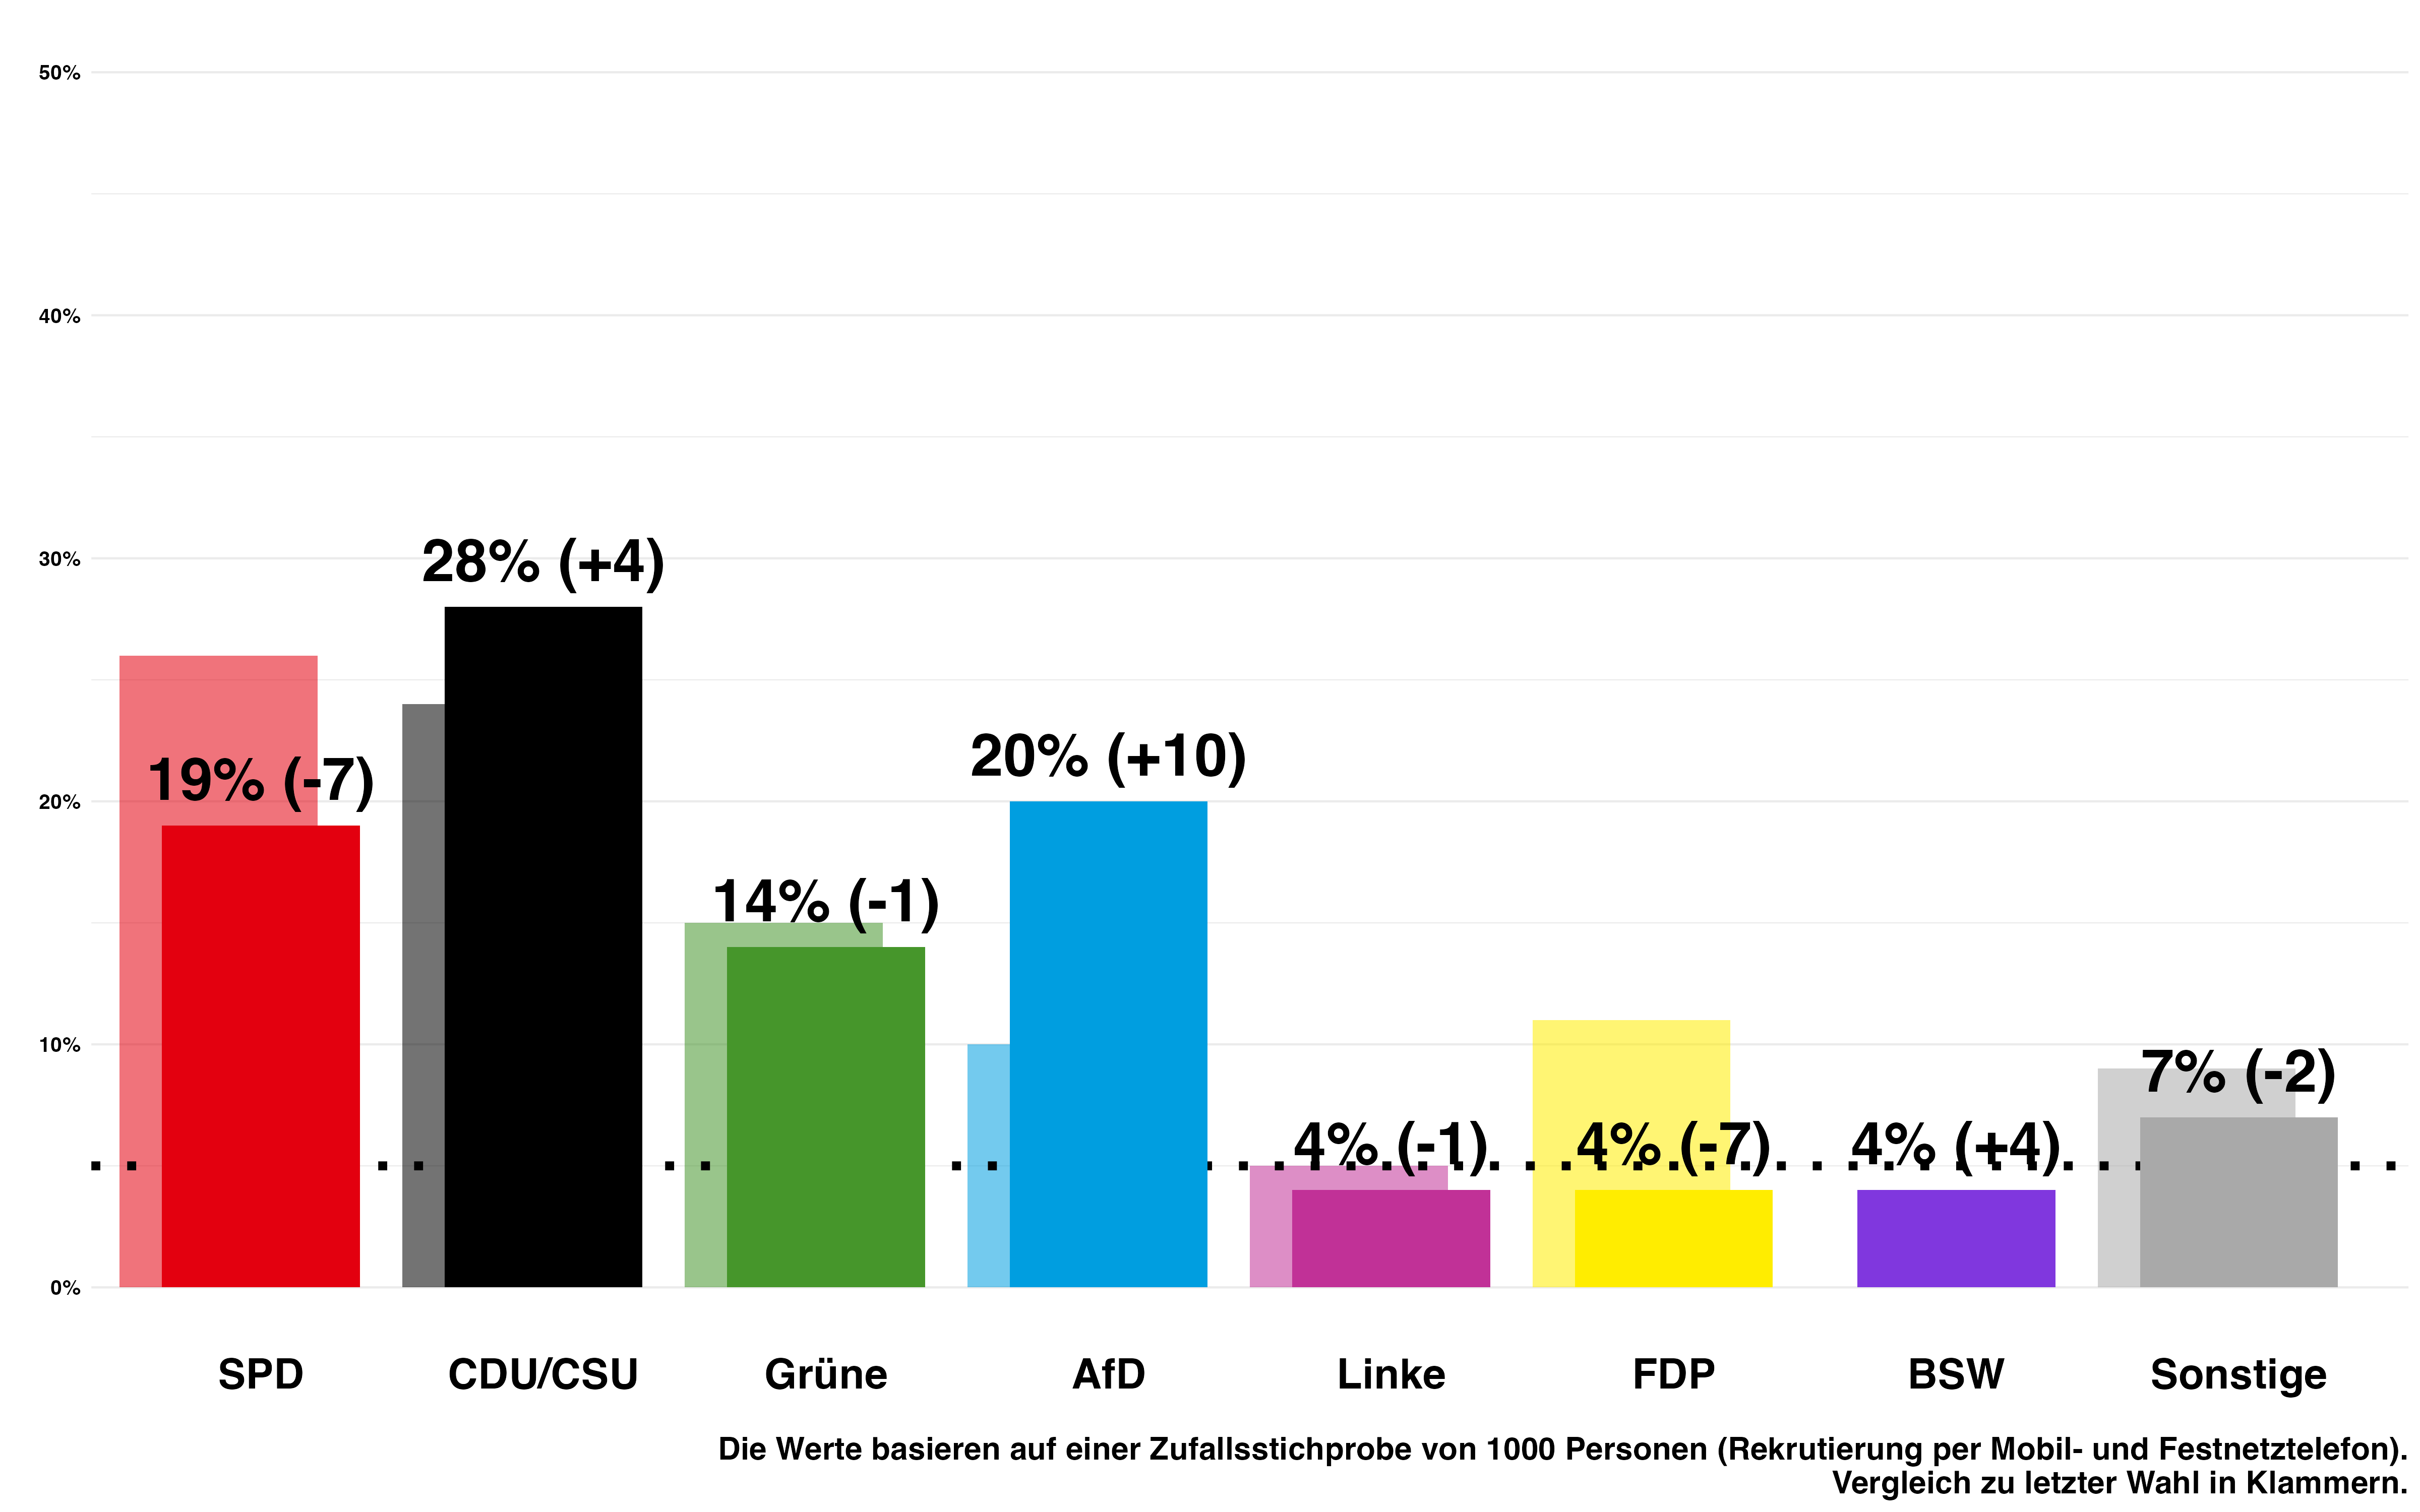 50%
40%
30%
20%
10%
0%
19% (-7)
28% (+4)
14% (-1)
20% (+10)
4% (-1)
4% (-7)
4% (+4)
7% (-2)
SPD
CDU/CSU
Grüne
AfD
Linke
FDP
BSW
Sonstige
Die Werte basieren auf einer Zufallsstichprobe von 1000 Personen (Rekrutierung per Mobil- und Festnetztelefon).
Vergleich zu letzter Wahl in Klammern.